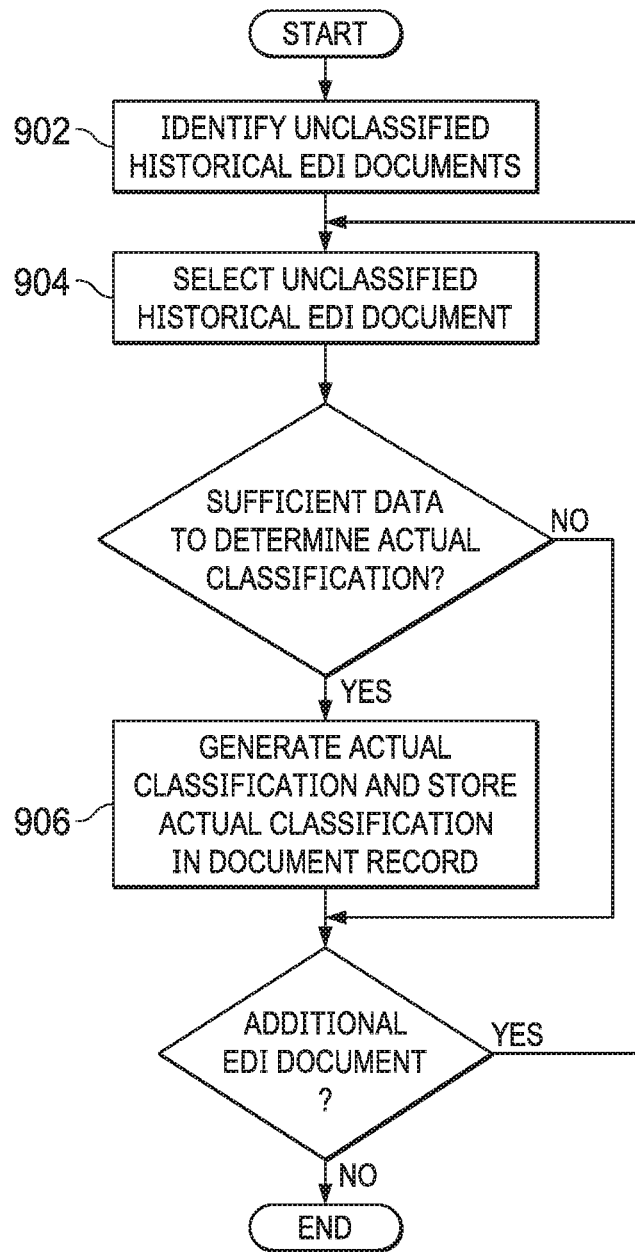 START
902
IDENTIFY UNCLASSIFIED
HISTORICAL EDI DOCUMENTS
904
SELECT UNCLASSIFIED
HISTORICAL EDI DOCUMENT
SUFFICIENT DATA
TO DETERMINE ACTUAL
CLASSIFICATION?
NO
YES
906
GENERATE ACTUAL
CLASSIFICATION AND STORE
ACTUAL CLASSIFICATION
IN DOCUMENT RECORD
ADDITIONAL
EDI DOCUMENT
?
YES
NO
END